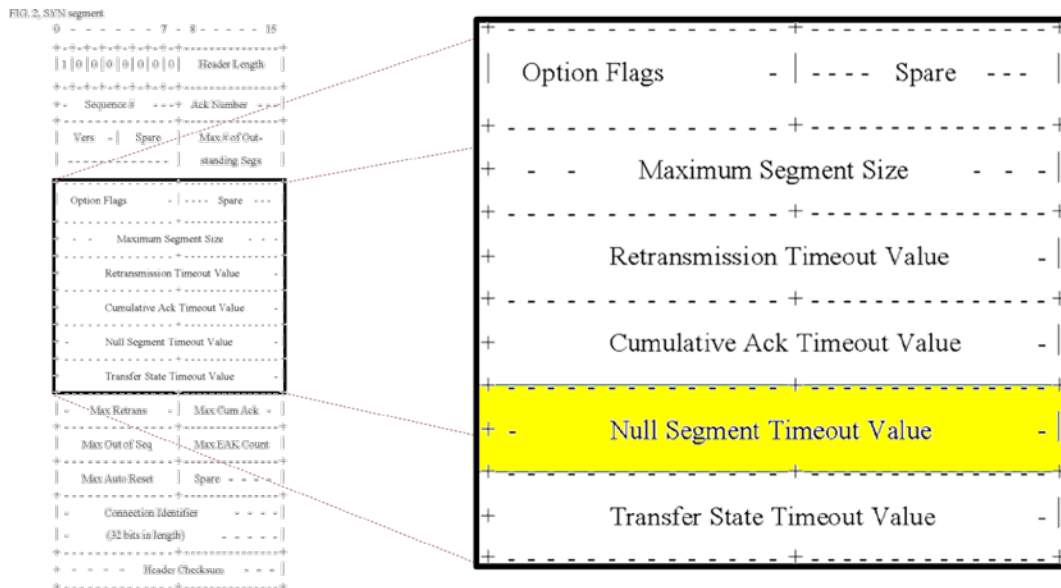 FIG. 2, SYN segment
0 - - - - - - 7 - 8 - - - - - 15
|1|0|0|0|0|0|0|0| Header Length |
+- Sequence # - - -+ Ack Number - - -|
| Vers -| Spare | Max # of Out-
- - - - - - - - - - - - - - - | standing Segs
Option Flags -| - - - - Spare - - -
+ - - Maximum Segment Size - - -
+ Retransmission Timeout Value -
+ Cumulative Ack Timeout Value -
+ - Null Segment Timeout Value -
+ Transfer State Timeout Value -
| - Max Retrans - | Max Cum Ack - |
| Max Out of Seq | Max EAK Count |
| Max Auto Reset | Spare - - - - - |
| - Connection Identifier - - - - |
| - (32 bits in length) - - - |
+ - - - - Header Checksum - - - - |
| Option Flags -| - - - - Spare - - - |
+ - - Maximum Segment Size - - - |
+ Retransmission Timeout Value -|
+ Cumulative Ack Timeout Value -|
+ - Null Segment Timeout Value -|
+ Transfer State Timeout Value -|